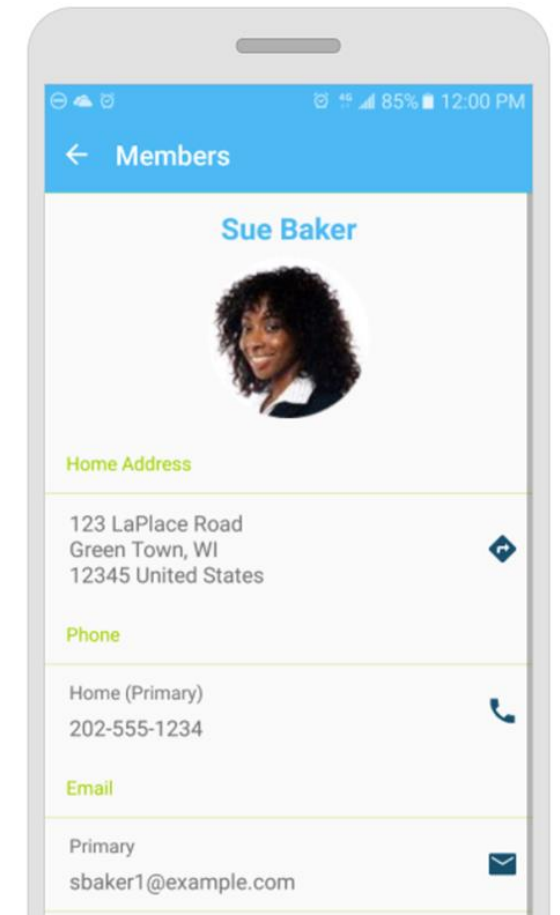 4G 85% 12:00 PM
Members
Sue Baker
Home Address
123 LaPlace Road
Green Town, WI
12345 United States
Phone
Home (Primary)
202-555-1234
Email
Primary
sbaker1@example.com